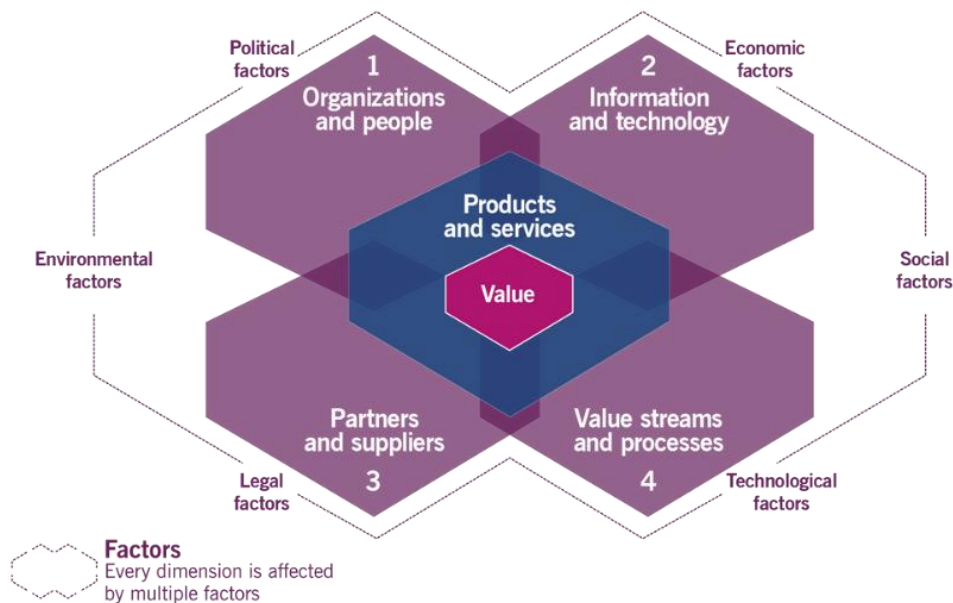 Political
factors
Economic
factors
1
Organizations
and people
2
Information
and technology
Products
and services
Environmental
factors
Value
Social
factors
Partners
and suppliers
3
Value streams
and processes
4
Legal
factors
Technological
factors
Factors
Every dimension is affected
by multiple factors